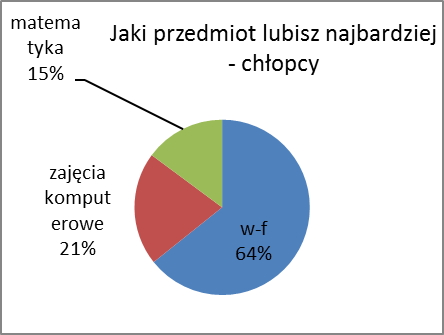 Jaki przedmiot lubisz najbardziej
- chłopcy
matema
tyka
15%
zajęcia
komput
erowe
21%
w-f
64%